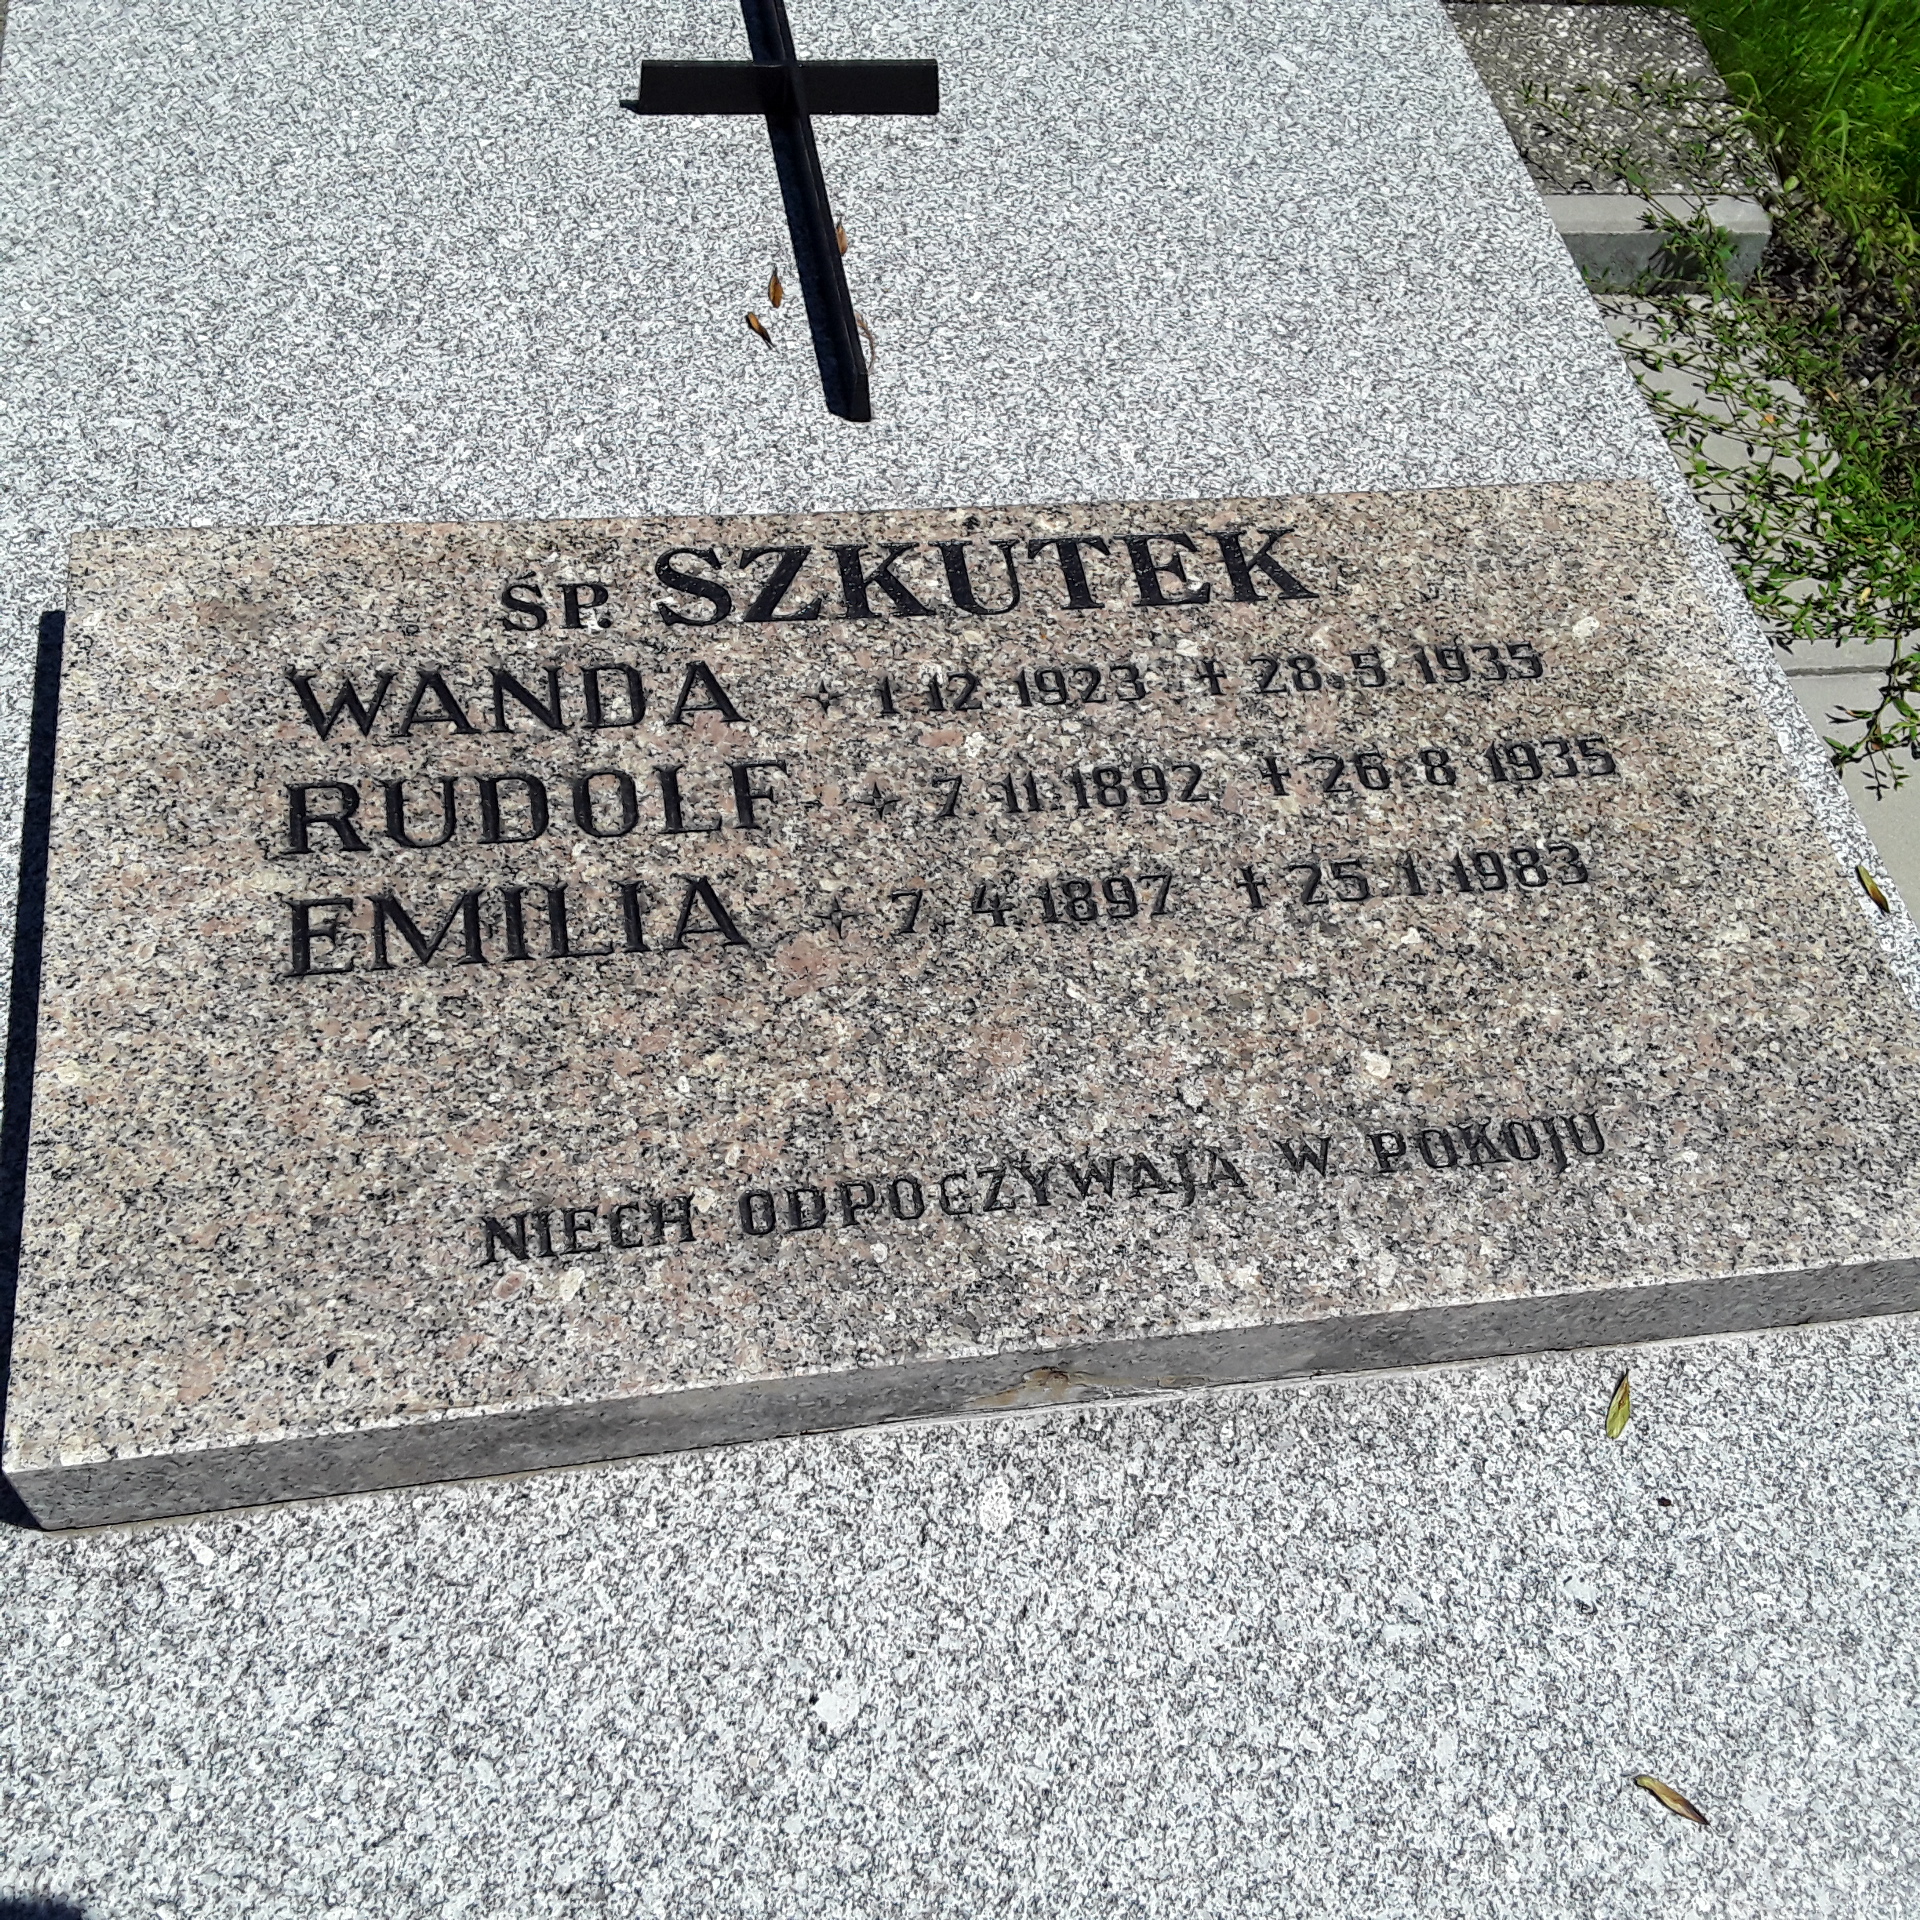 ŚP. SZKUTEK
WANDA ✧ 1 12 1923 † 28.5 1935
RUDOLF ✧ 7 11.1892 † 26 8 1935
EMILIA ✧ 7. 4 1897 † 25.1.1983
NIECH ODPOCZYWAJĄ W POKOJU